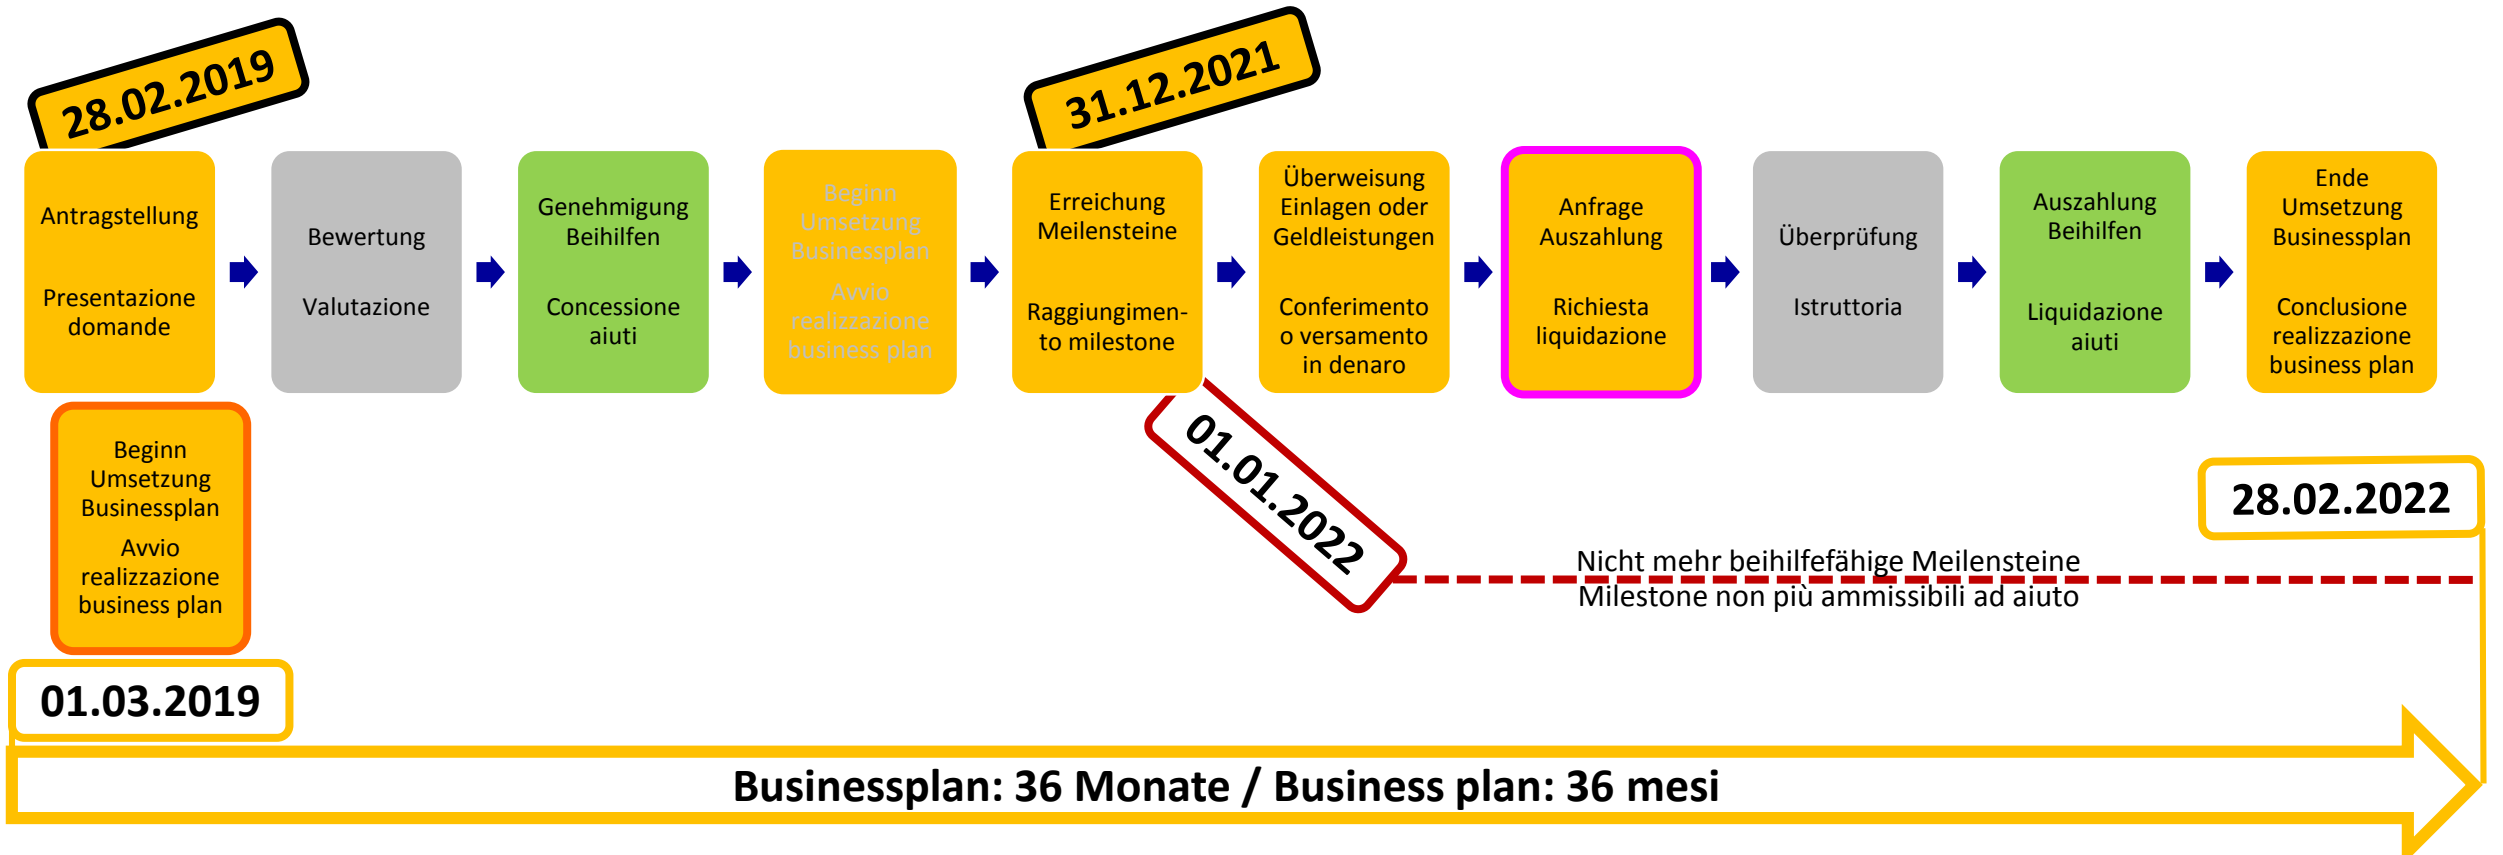 28.02.2019
31.12.2021
Antragstellung
Presentazione
domande
Bewertung
Valutazione
Genehmigung
Beihilfen
Concessione
aiuti
Beginn
Umsetzung
Businessplan
Avvio
realizzazione
business plan
Erreichung
Meilensteine
Raggiungimen-
to milestone
Überweisung
Einlagen oder
Geldleistungen
Conferimento
o versamento
in denaro
Anfrage
Auszahlung
Richiesta
liquidazione
Überprüfung
Istruttoria
Auszahlung
Beihilfen
Liquidazione
aiuti
Ende
Umsetzung
Businessplan
Conclusione
realizzazione
business plan
Beginn
Umsetzung
Businessplan
Avvio
realizzazione
business plan
01.01.2022
28.02.2022
Nicht mehr beihilfefähige Meilensteine
Milestone non più ammissibili ad aiuto
01.03.2019
Businessplan: 36 Monate / Business plan: 36 mesi